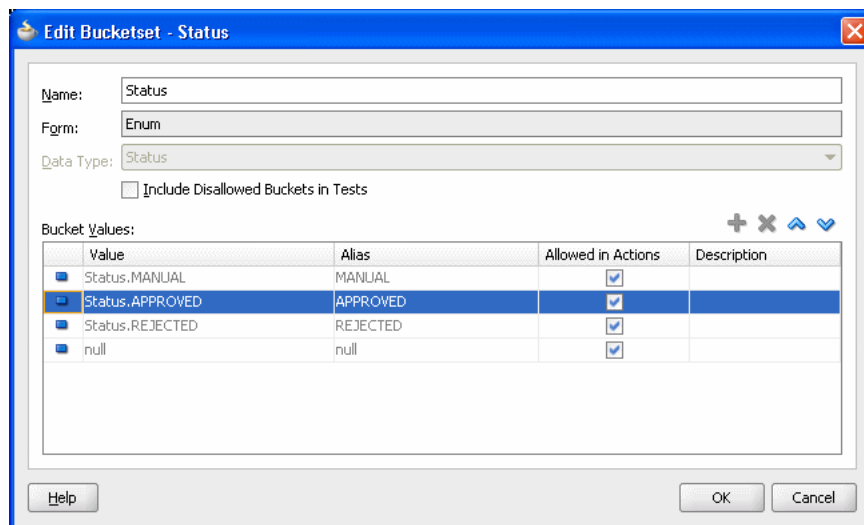 Edit Bucketset - Status
Name: Status
Form: Enum
Data Type: Status
Include Disallowed Buckets in Tests
Bucket Values:
Value Alias Allowed in Actions Description
Status.MANUAL MANUAL
Status.APPROVED APPROVED
Status.REJECTED REJECTED
null null
Help OK Cancel